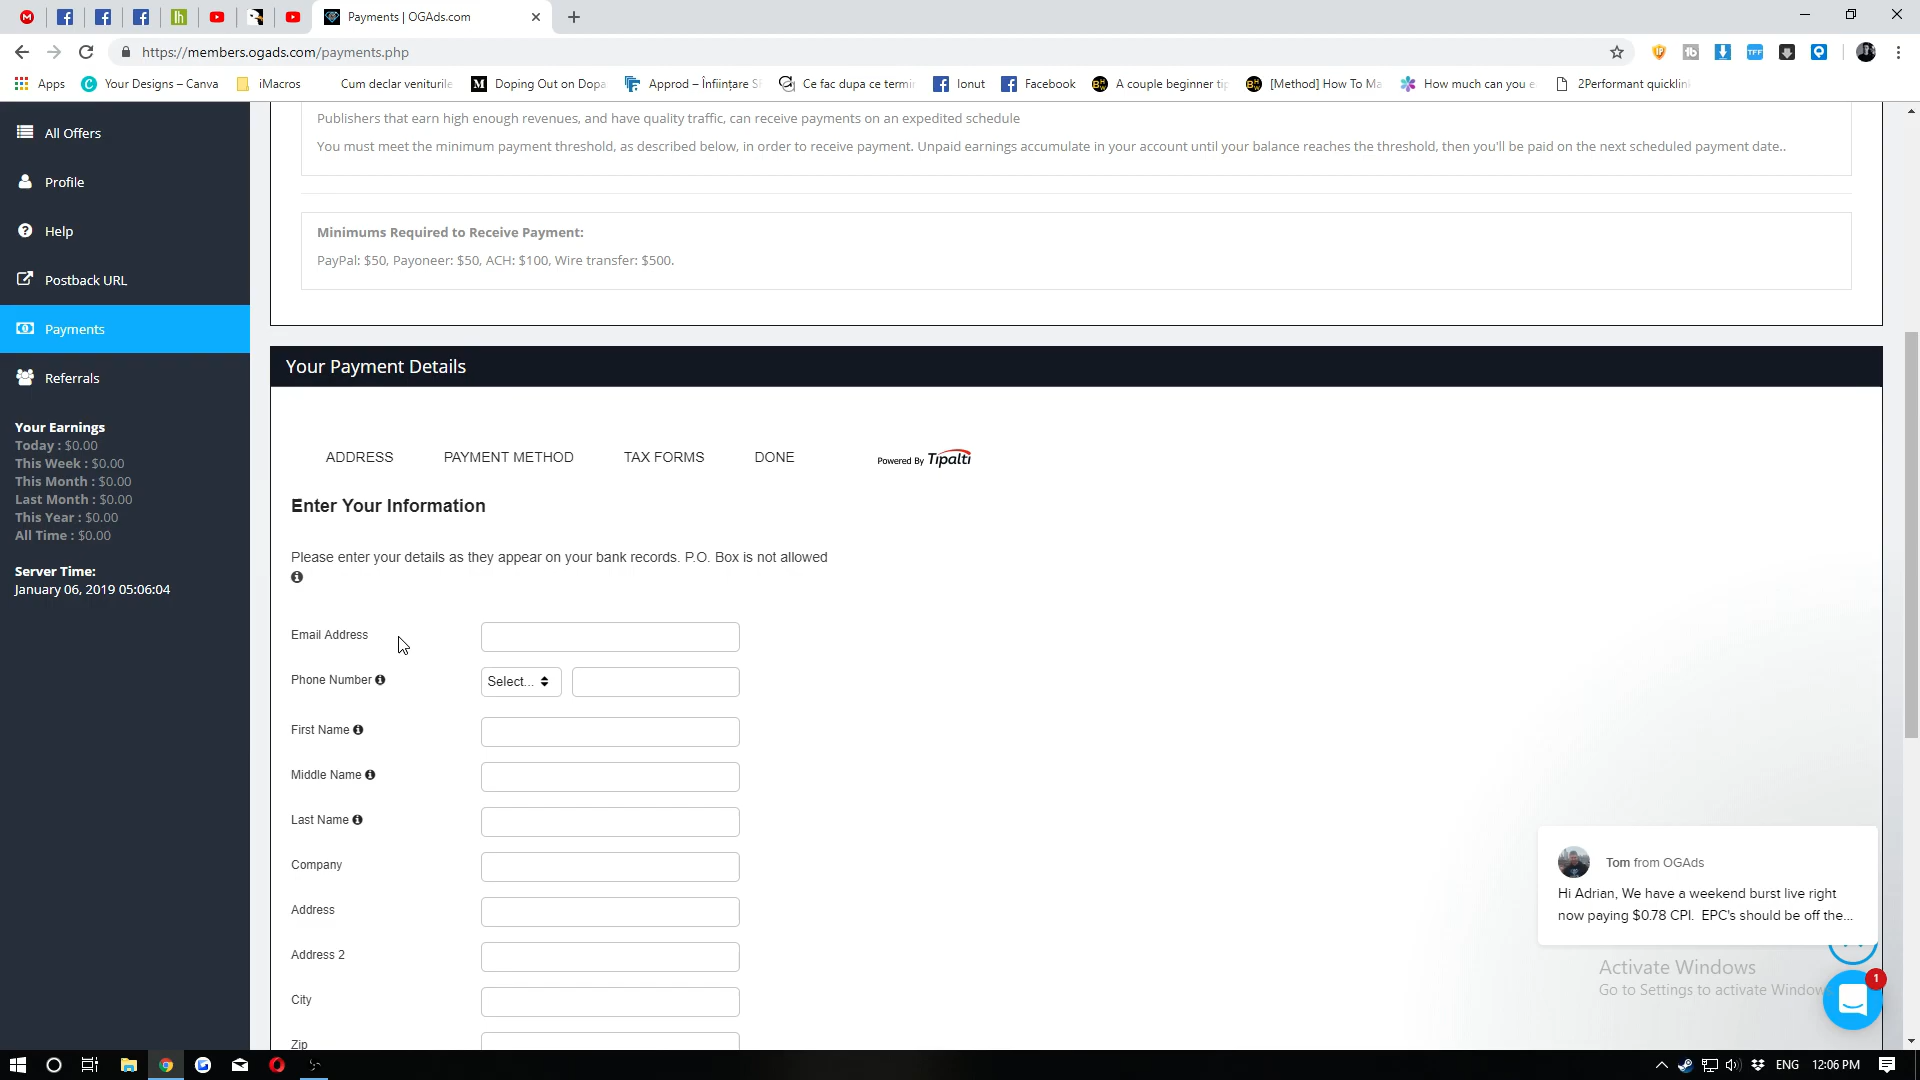 Payments | OGAds.com
https://members.ogads.com/payments.php
Apps
Your Designs – Canva
iMacros
Cum declar veniturile
Doping Out on Dopa
Approd – Înființare S
Ce fac dupa ce termin
Ionut
Facebook
A couple beginner tip
[Method] How To Ma
How much can you e
2Performant quicklin
All Offers
Profile
Help
Postback URL
Payments
Referrals
Your Earnings
Today : $0.00
This Week : $0.00
This Month : $0.00
Last Month : $0.00
This Year : $0.00
All Time : $0.00
Server Time:
January 06, 2019 05:06:04
Publishers that earn high enough revenues, and have quality traffic, can receive payments on an expedited schedule
You must meet the minimum payment threshold, as described below, in order to receive payment. Unpaid earnings accumulate in your account until your balance reaches the threshold, then you'll be paid on the next scheduled payment date..
Minimums Required to Receive Payment:
PayPal: $50, Payoneer: $50, ACH: $100, Wire transfer: $500.
Your Payment Details
ADDRESS PAYMENT METHOD TAX FORMS DONE Powered By Tipalti
Enter Your Information
Please enter your details as they appear on your bank records. P.O. Box is not allowed
Email Address
Phone Number Select...
First Name
Middle Name
Last Name
Company
Address
Address 2
City
Zip
Tom from OGAds
Hi Adrian, We have a weekend burst live right
now paying $0.78 CPI. EPC's should be off the...
1
Activate Windows
Go to Settings to activate Window
ENG 12:06 PM